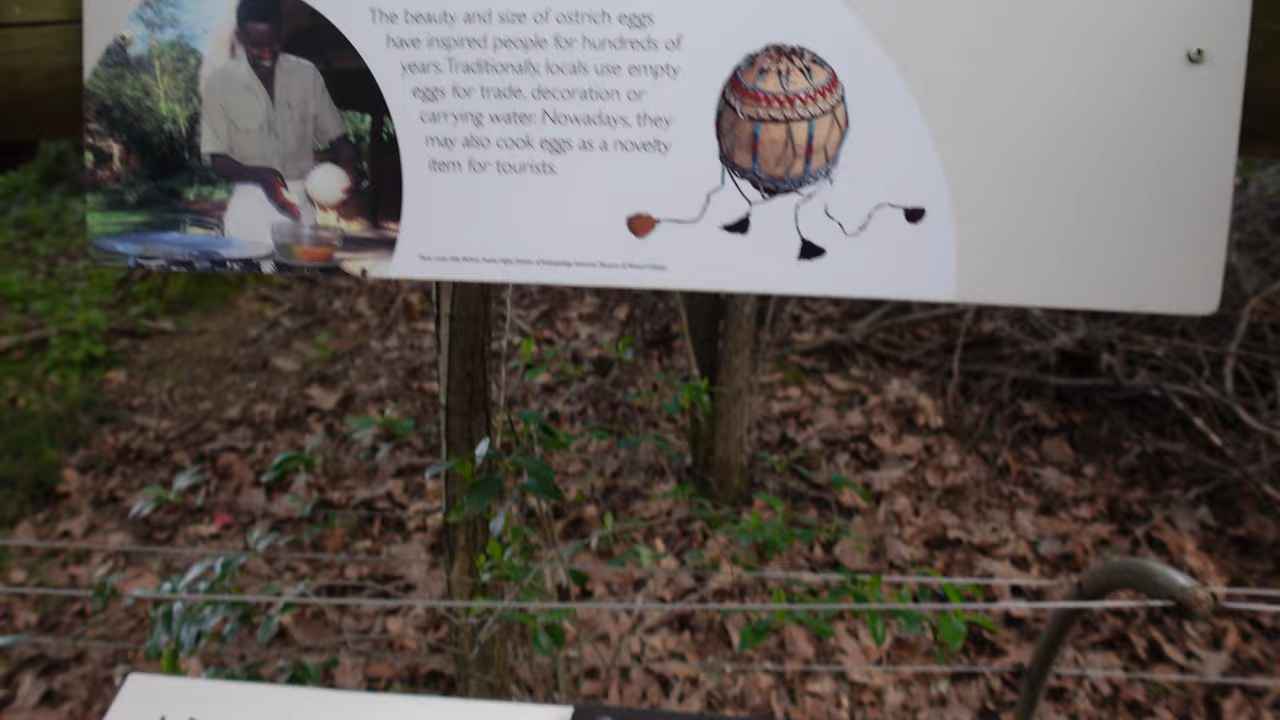 The beauty and size of ostrich eggs
have inspired people for hundreds of
years. Traditionally, locals use empty
eggs for trade, decoration or
carrying water. Nowadays, they
may also cook eggs as a novelty
item for tourists.